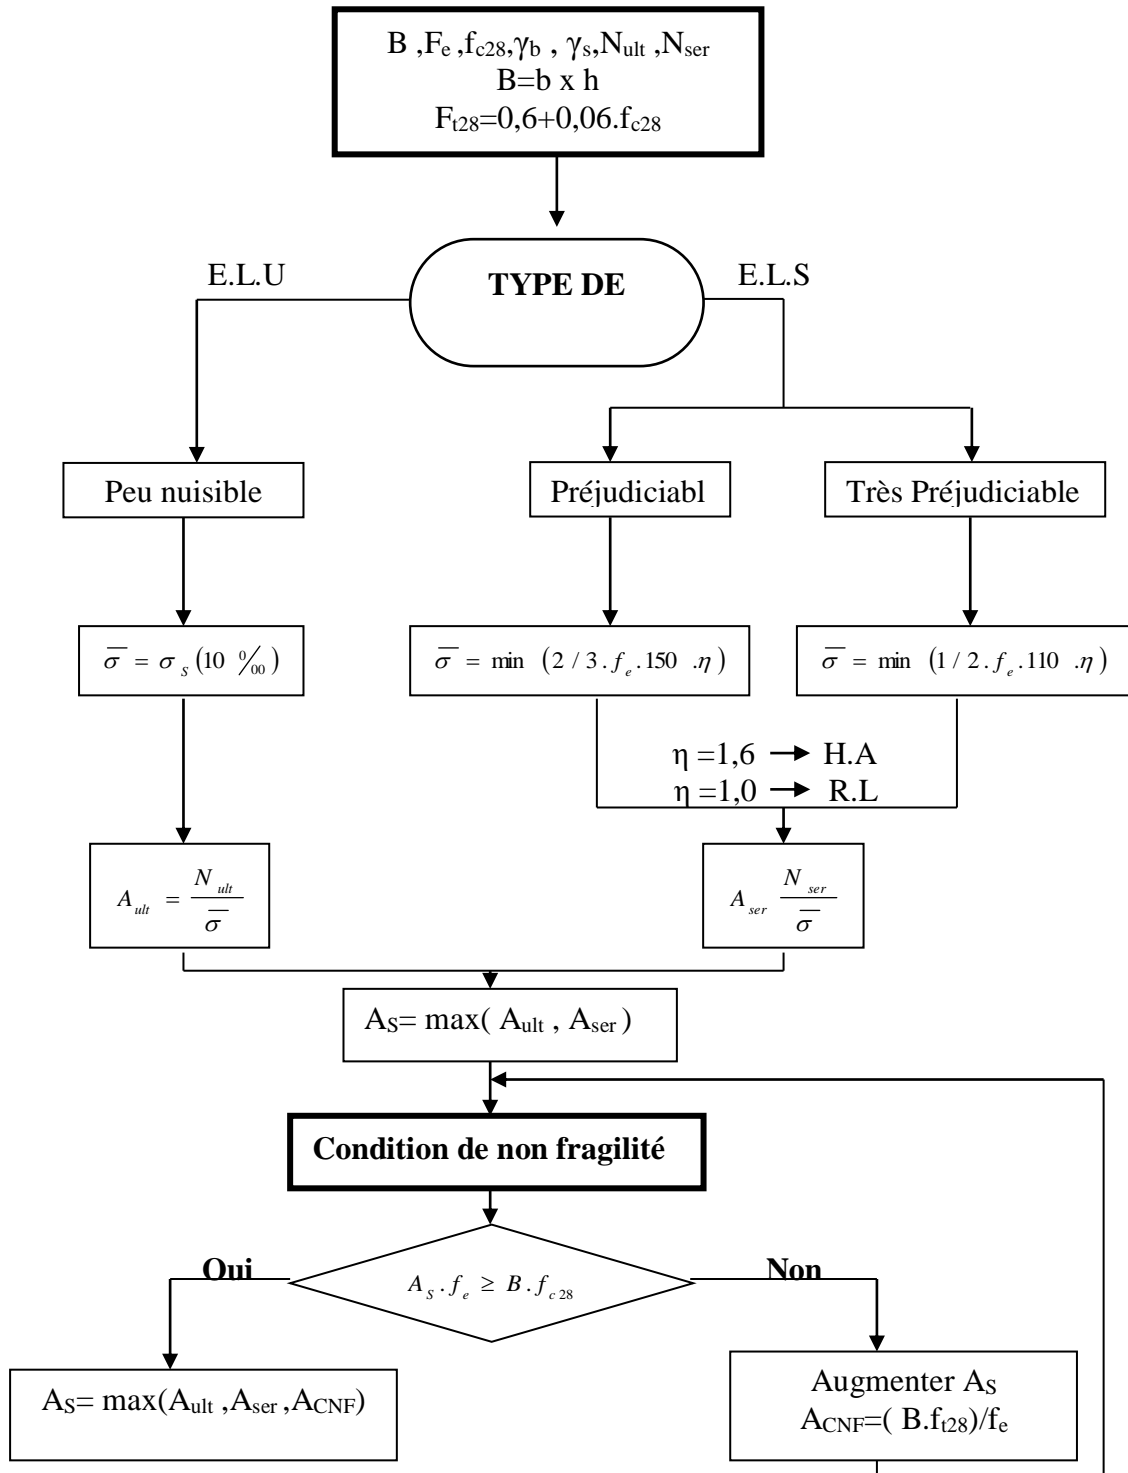 B ,Fe ,fc28,γb , γs,Nult ,Nser
B=b x h
Ft28=0,6+0,06.fc28
E.L.U
TYPE DE
E.L.S
Peu nuisible
Préjudiciabl
Très Préjudiciable
σ̅ = σS (10 0/00)
σ̅ = min (2 / 3 . fe . 150 .η)
σ̅ = min (1 / 2 . fe . 110 .η)
η =1,6 → H.A
η =1,0 → R.L
Ault = Nult / σ̅
Aser Nser / σ̅
AS= max( Ault , Aser )
Condition de non fragilité
Oui
AS . fe ≥ B . fc28
Non
AS= max(Ault ,Aser ,ACNF)
Augmenter AS
ACNF=( B.ft28)/fe